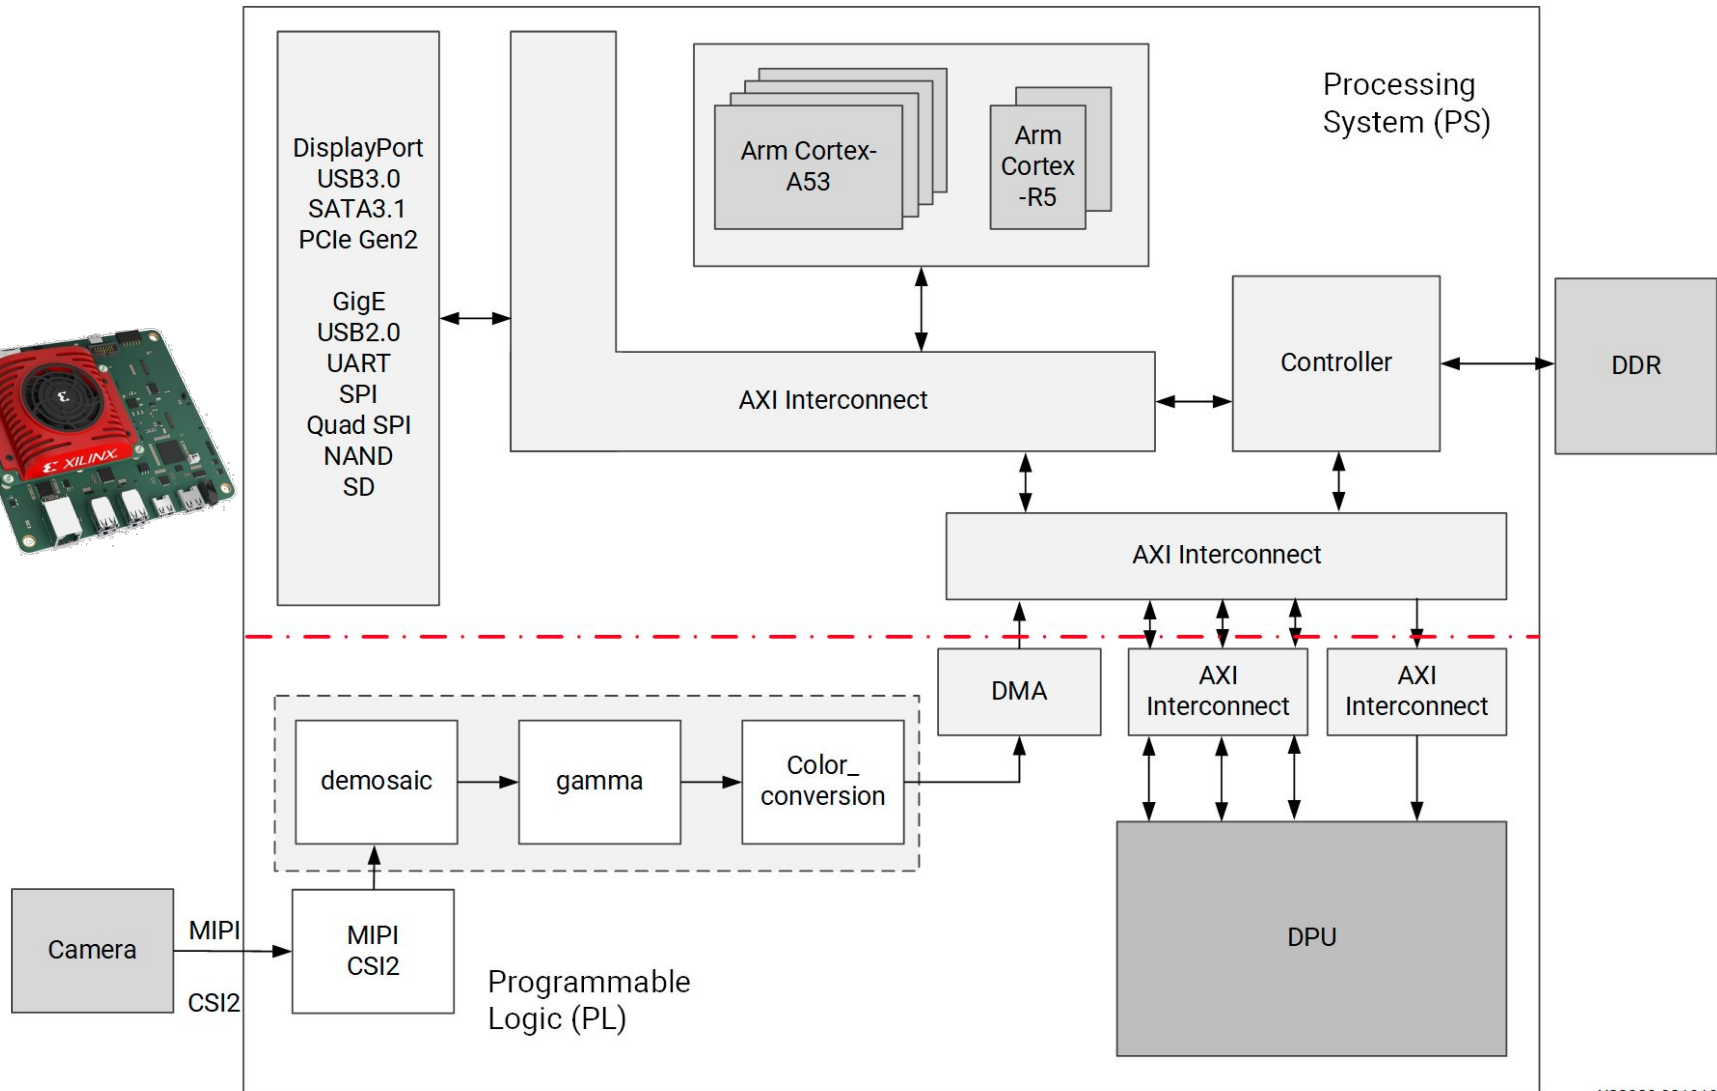 Processing
System (PS)
DisplayPort
USB3.0
SATA3.1
PCIe Gen2
GigE
USB2.0
UART
SPI
Quad SPI
NAND
SD
Arm Cortex-
A53
Arm
Cortex
-R5
AXI Interconnect
Controller
DDR
XILINX
AXI Interconnect
DMA
AXI
Interconnect
AXI
Interconnect
demosaic
gamma
Color_
conversion
Camera
MIPI
CSI2
MIPI
CSI2
Programmable
Logic (PL)
DPU